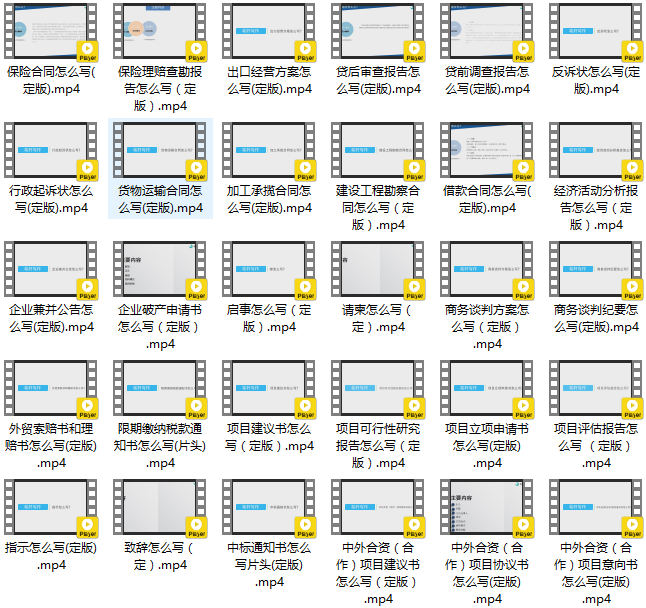 保险合同怎么写(
定版).mp4
保险理赔查勘报
告怎么写（定
版）.mp4
出口经营方案怎
么写(定版).mp4
贷后审查报告怎
么写(定版).mp4
贷前调查报告怎
么写(定版).mp4
反诉状怎么写(定
版).mp4
行政起诉状怎么
写(定版).mp4
货物运输合同怎
么写(定版).mp4
加工承揽合同怎
么写(定版).mp4
建设工程勘察合
同怎么写（定
版）.mp4
借款合同怎么写(
定版).mp4
经济活动分析报
告怎么写（定
版）.mp4
企业兼并公告怎
么写(定版).mp4
企业破产申请书
怎么写（定版）
.mp4
启事怎么写（定
版）.mp4
请柬怎么写（
定）.mp4
商务谈判方案怎
么写（定版）
.mp4
商务谈判纪要怎
么写(定版).mp4
外贸索赔书和理
赔书怎么写(定版)
.mp4
限期缴纳税款通
知书怎么写(片头)
.mp4
项目建议书怎么
写（定版）.mp4
项目可行性研究
报告怎么写（定
版）.mp4
项目立项申请书
怎么写(定版)
.mp4
项目评估报告怎
么写 （定版）
.mp4
指示怎么写(定版)
.mp4
致辞怎么写（
定）.mp4
中标通知书怎么
写片头(定版)
.mp4
中外合资（合
作）项目建议书
怎么写（定版）
.mp4
中外合资（合
作）项目协议书
怎么写(定版)
.mp4
中外合资（合
作）项目意向书
怎么写(定版)
.mp4